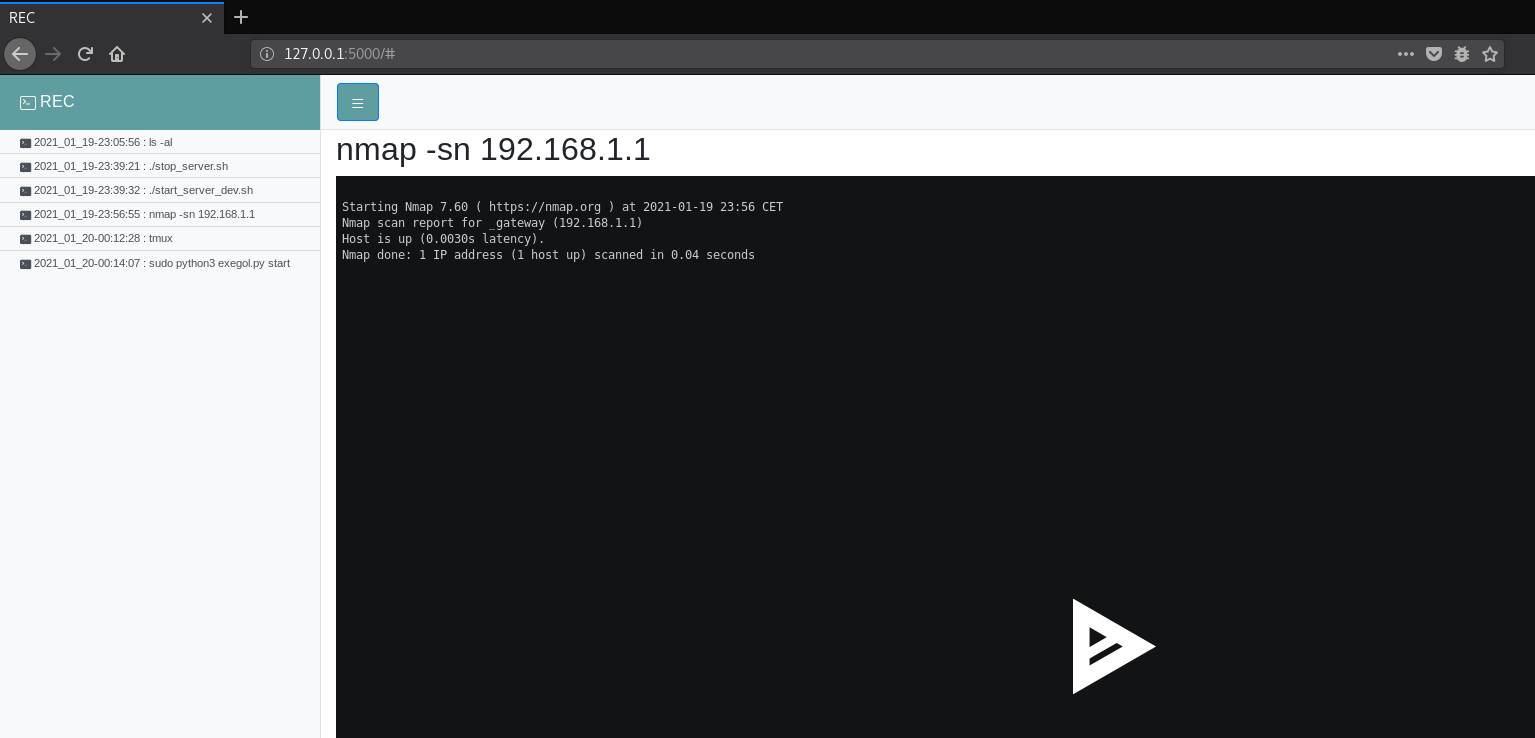 REC
127.0.0.1:5000/#
REC
2021_01_19-23:05:56 : ls -al
2021_01_19-23:39:21 : ./stop_server.sh
2021_01_19-23:39:32 : ./start_server_dev.sh
2021_01_19-23:56:55 : nmap -sn 192.168.1.1
2021_01_20-00:12:28 : tmux
2021_01_20-00:14:07 : sudo python3 exegol.py start
nmap -sn 192.168.1.1
Starting Nmap 7.60 ( https://nmap.org ) at 2021-01-19 23:56 CET
Nmap scan report for _gateway (192.168.1.1)
Host is up (0.0030s latency).
Nmap done: 1 IP address (1 host up) scanned in 0.04 seconds